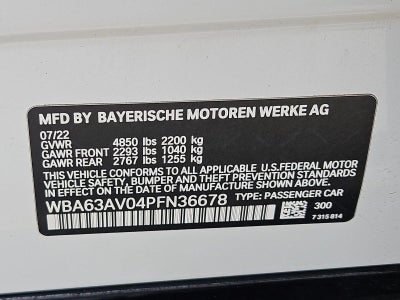 MFD BY BAYERISCHE MOTOREN WERKE AG
07/22
GVWR 4850 lbs 2200 kg
GAWR FRONT 2293 lbs 1040 kg
GAWR REAR 2767 lbs 1255 kg
THIS VEHICLE CONFORMS TO ALL APPLICABLE U.S.FEDERAL MOTOR
VEHICLE SAFETY, BUMPER, AND THEFT PREVENTION STANDARDS IN
EFFECT ON THE DATE OF MANUFACTURE SHOWN ABOVE.
WBA63AV04PFN36678 TYPE: PASSENGER CAR
300
7 315 814